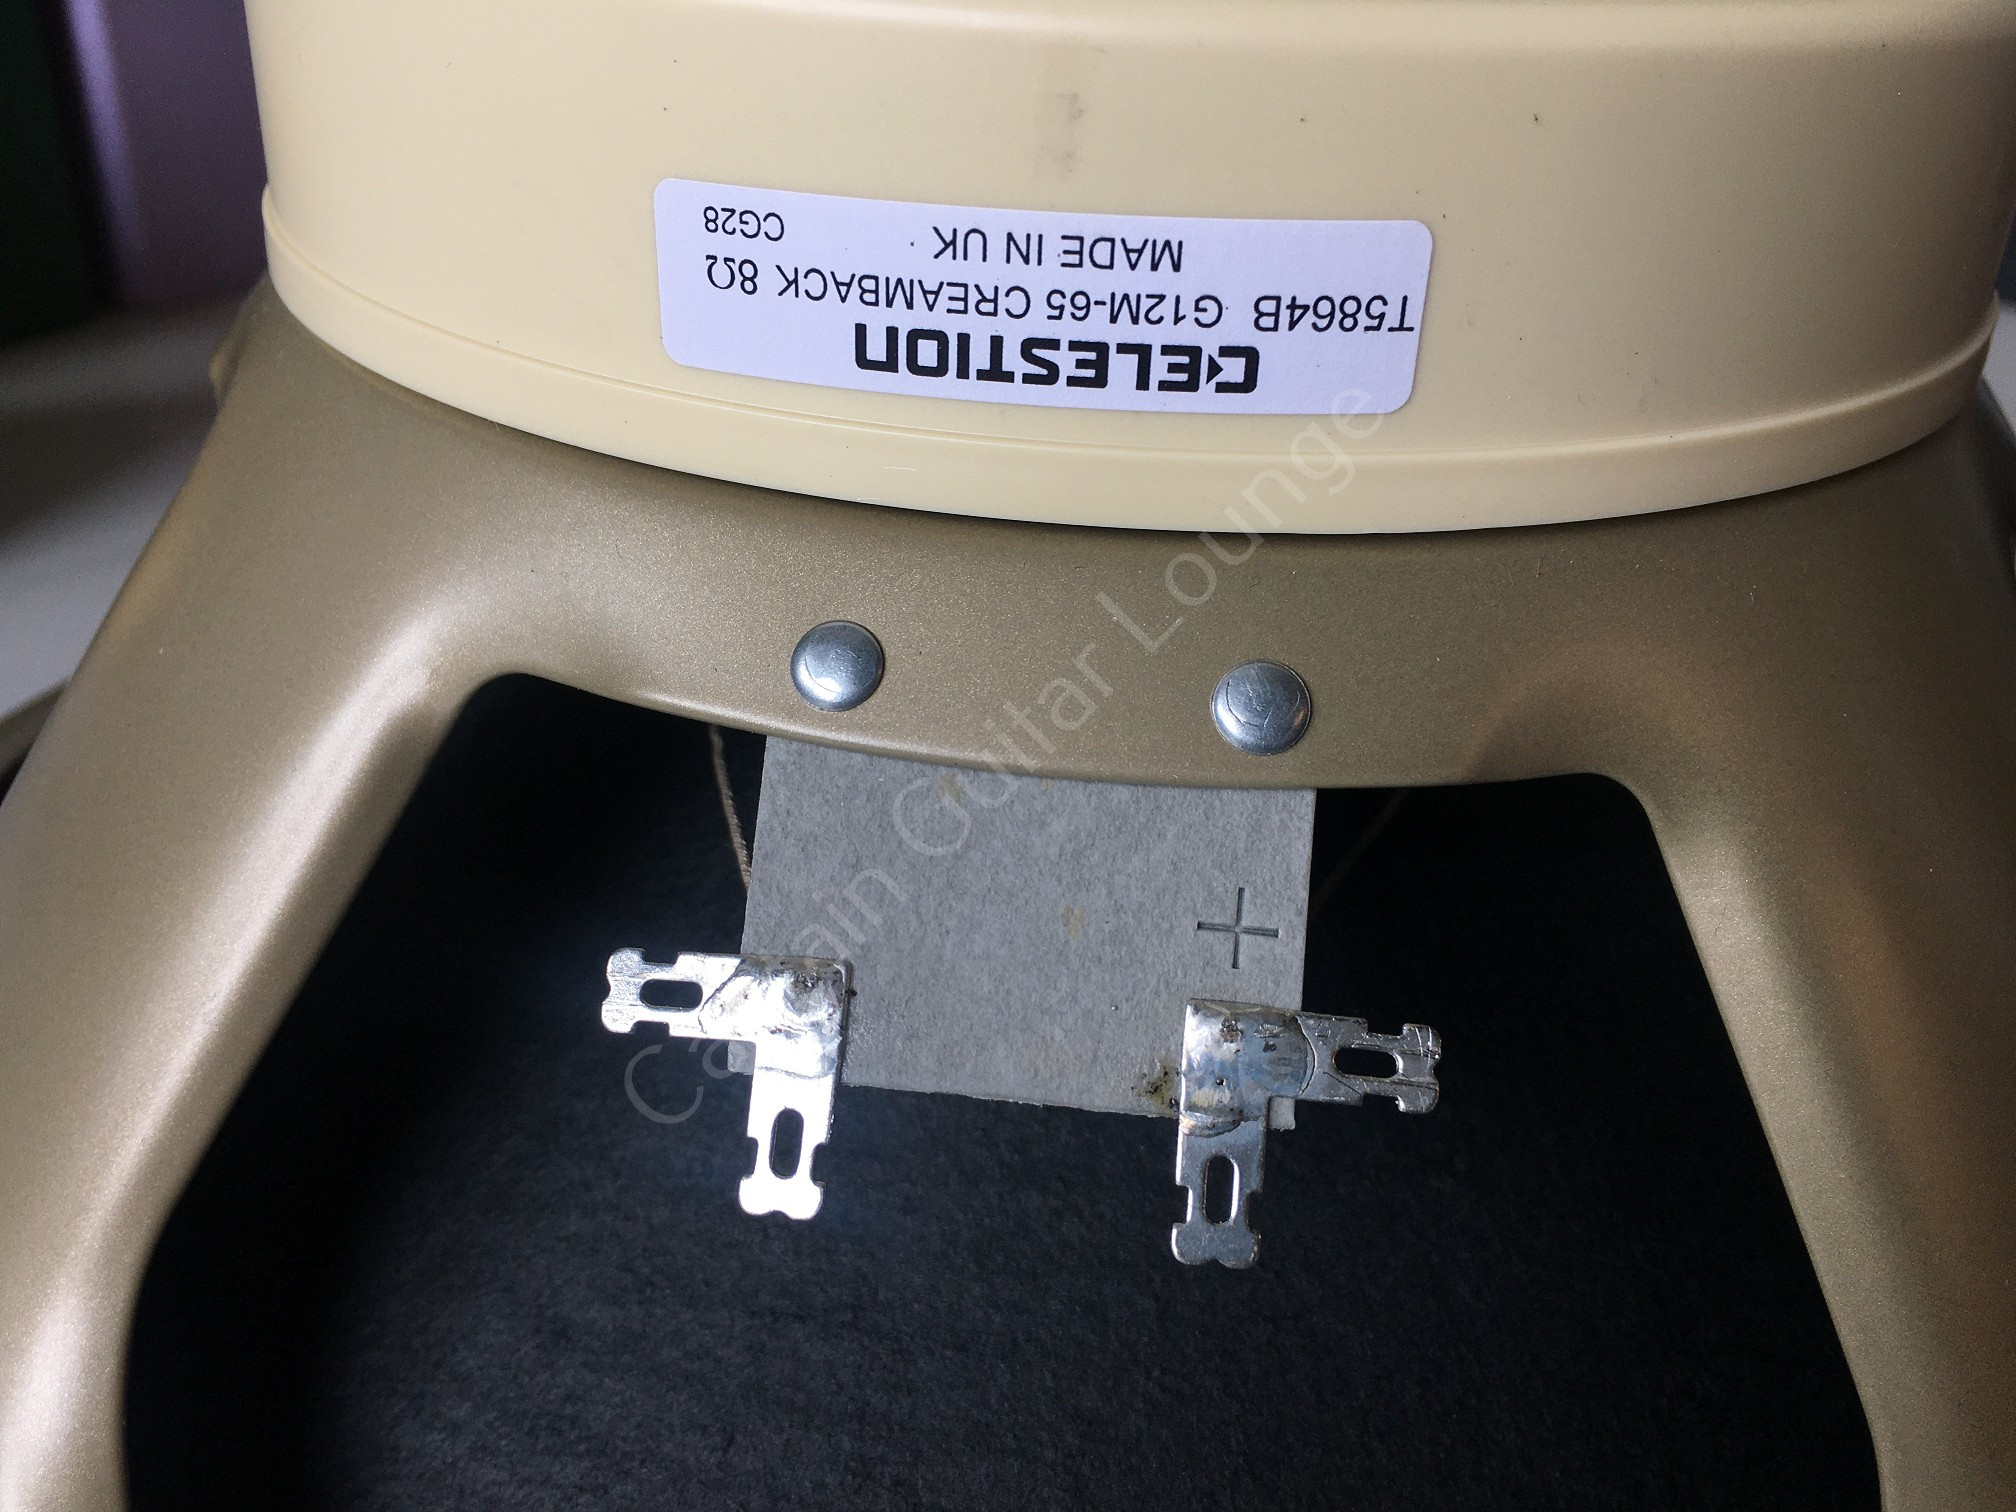 CELESTION
T5864B G12M-65 CREAMBACK 8Ω
MADE IN UK
CG28
+
Captain Guitar Lounge